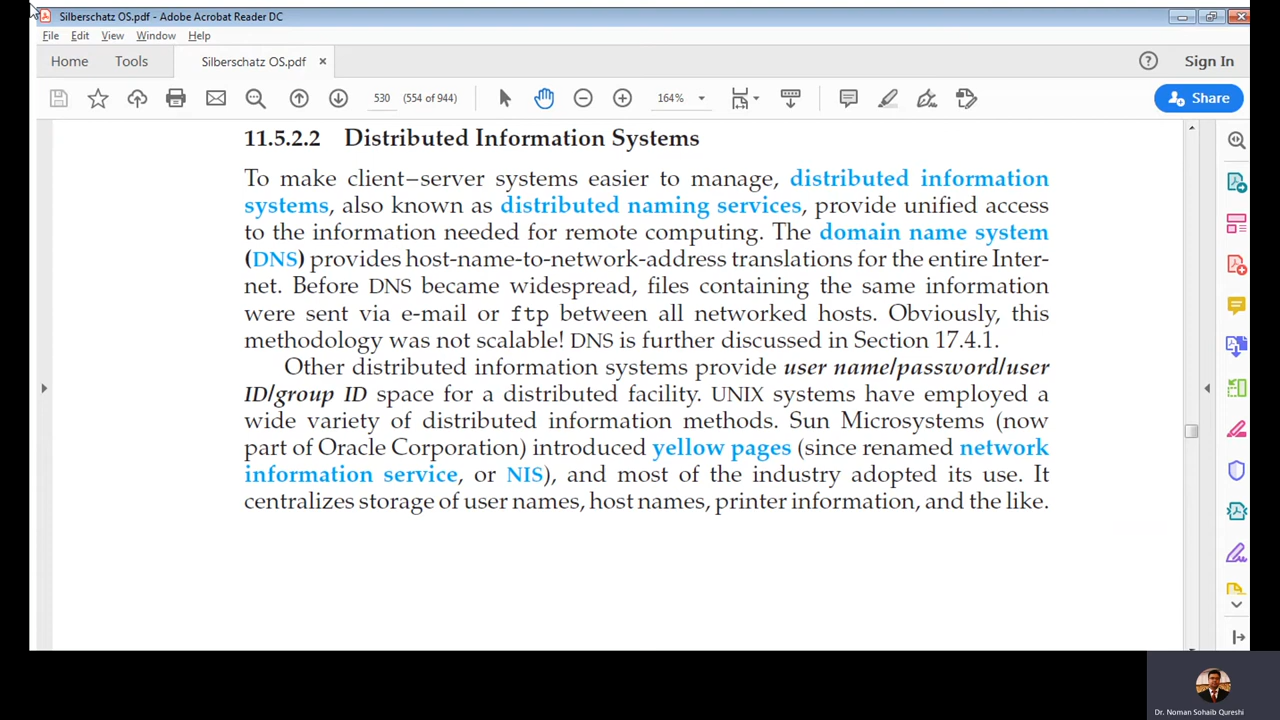 Silberschatz OS.pdf - Adobe Acrobat Reader DC
File Edit View Window Help
Home Tools Silberschatz OS.pdf × Sign In
530 (554 of 944) 164% Share
11.5.2.2 Distributed Information Systems
To make client–server systems easier to manage, distributed information
systems, also known as distributed naming services, provide unified access
to the information needed for remote computing. The domain name system
(DNS) provides host-name-to-network-address translations for the entire Inter-
net. Before DNS became widespread, files containing the same information
were sent via e-mail or ftp between all networked hosts. Obviously, this
methodology was not scalable! DNS is further discussed in Section 17.4.1.
Other distributed information systems provide user name/password/user
ID/group ID space for a distributed facility. UNIX systems have employed a
wide variety of distributed information methods. Sun Microsystems (now
part of Oracle Corporation) introduced yellow pages (since renamed network
information service, or NIS), and most of the industry adopted its use. It
centralizes storage of user names, host names, printer information, and the like.
Dr. Noman Sohaib Qureshi